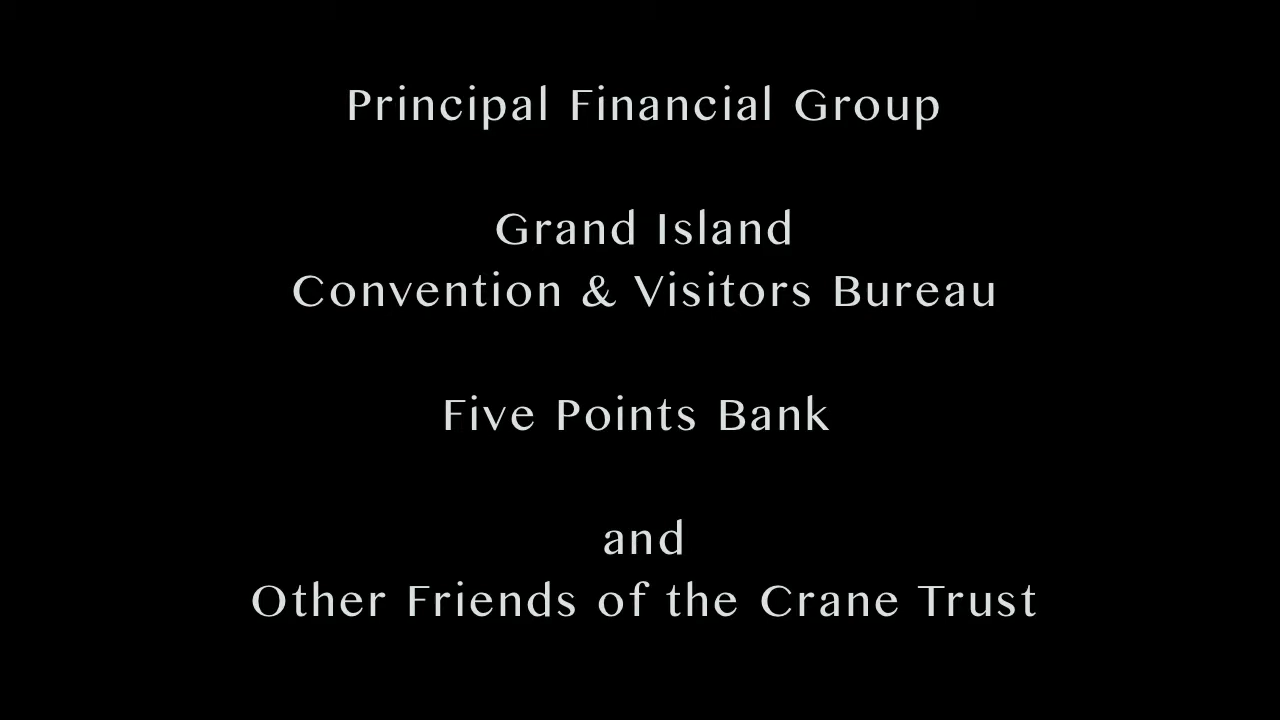 Principal Financial Group
Grand Island
Convention & Visitors Bureau
Five Points Bank
and
Other Friends of the Crane Trust